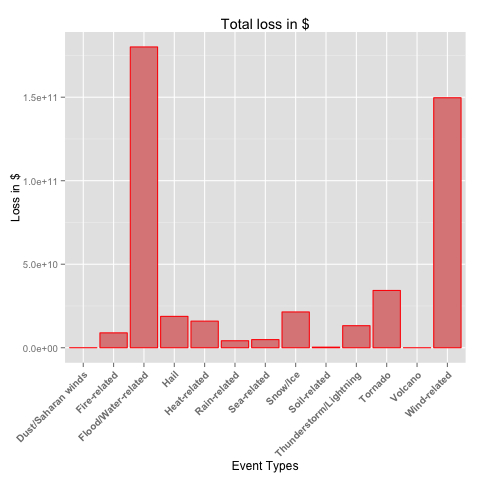 Total loss in $
Loss in $
1.5e+11
1.0e+11
5.0e+10
0.0e+00
Dust/Saharan winds
Fire-related
Flood/Water-related
Hail
Heat-related
Rain-related
Sea-related
Snow/Ice
Soil-related
Thunderstorm/Lightning
Tornado
Volcano
Wind-related
Event Types